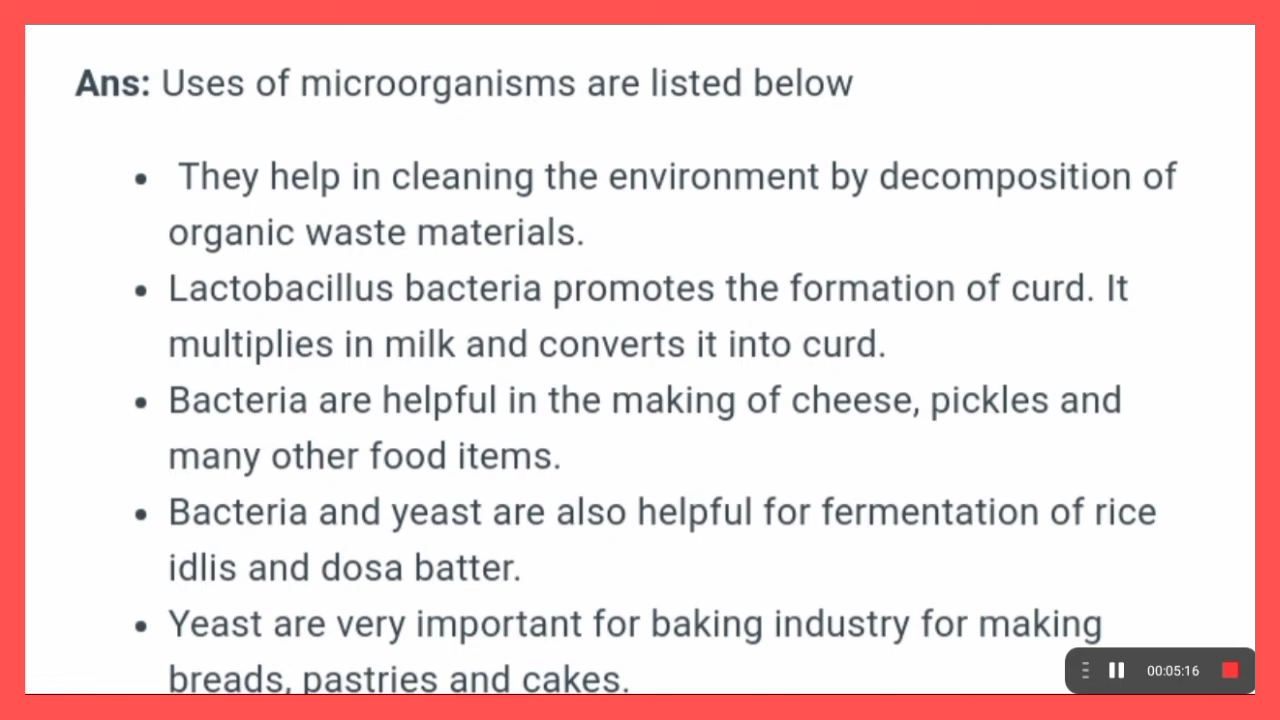 Ans: Uses of microorganisms are listed below
• They help in cleaning the environment by decomposition of
organic waste materials.
• Lactobacillus bacteria promotes the formation of curd. It
multiplies in milk and converts it into curd.
• Bacteria are helpful in the making of cheese, pickles and
many other food items.
• Bacteria and yeast are also helpful for fermentation of rice
idlis and dosa batter.
• Yeast are very important for baking industry for making
breads, pastries and cakes.
00:05:16